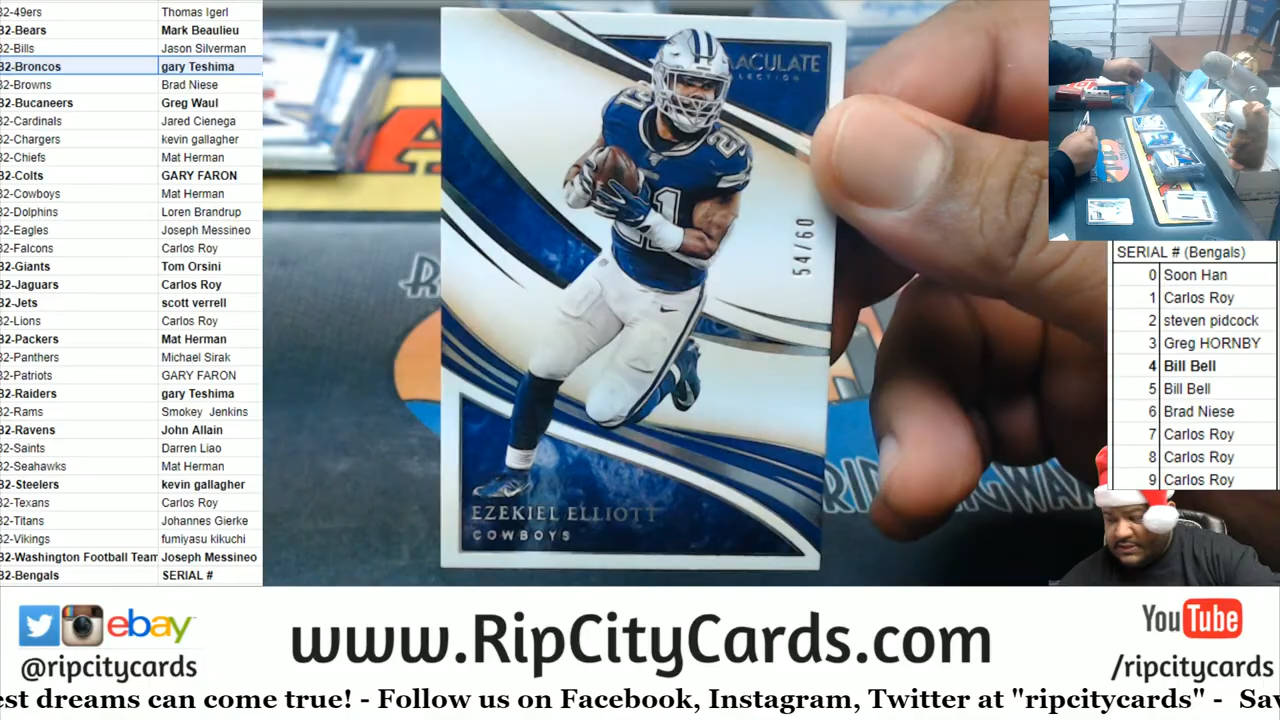 32-49ers Thomas Igerl
32-Bears Mark Beaulieu
32-Bills Jason Silverman
32-Broncos gary Teshima
32-Browns Brad Niese
32-Bucaneers Greg Waul
32-Cardinals Jared Cienega
32-Chargers kevin gallagher
32-Chiefs Mat Herman
32-Colts GARY FARON
32-Cowboys Mat Herman
32-Dolphins Loren Brandrup
32-Eagles Joseph Messineo
32-Falcons Carlos Roy
32-Giants Tom Orsini
32-Jaguars Carlos Roy
32-Jets scott verrell
32-Lions Carlos Roy
32-Packers Mat Herman
32-Panthers Michael Sirak
32-Patriots GARY FARON
32-Raiders gary Teshima
32-Rams Smokey Jenkins
32-Ravens John Allain
32-Saints Darren Liao
32-Seahawks Mat Herman
32-Steelers kevin gallagher
32-Texans Carlos Roy
32-Titans Johannes Gierke
32-Vikings fumiyasu kikuchi
32-Washington Football Team Joseph Messineo
32-Bengals SERIAL #
MACULATE
LLECTION
21
21
54/60
EZEKIEL ELLIOTT
COWBOYS
SERIAL # (Bengals)
0 Soon Han
1 Carlos Roy
2 steven pidcock
3 Greg HORNBY
4 Bill Bell
5 Bill Bell
6 Brad Niese
7 Carlos Roy
8 Carlos Roy
9 Carlos Roy
ebay
@ripcitycards
www.RipCityCards.com
YouTube
/ripcitycards
est dreams can come true! - Follow us on Facebook, Instagram, Twitter at "ripcitycards" - Sav